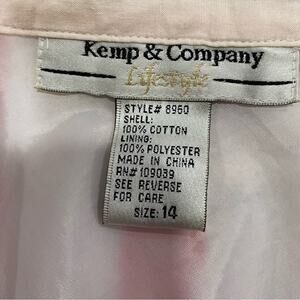 Kemp & Company
Lifestyle
STYLE# 8960
SHELL:
100% COTTON
LINING:
100% POLYESTER
MADE IN CHINA
RN# 109039
SEE REVERSE
FOR CARE
SIZE: 14